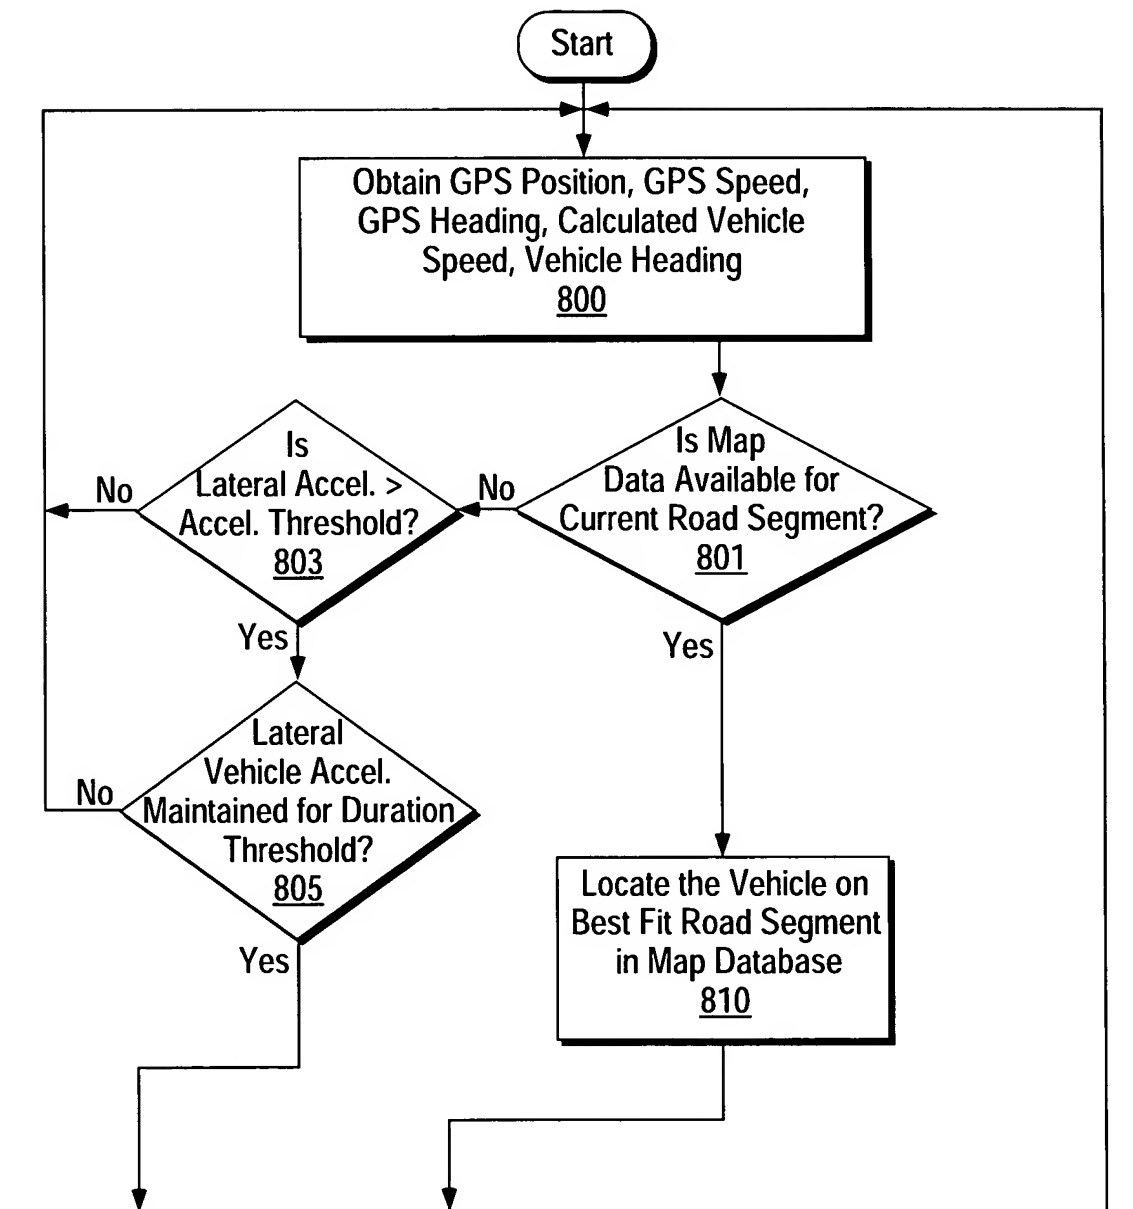 Start
Obtain GPS Position, GPS Speed,
GPS Heading, Calculated Vehicle
Speed, Vehicle Heading
800
Is
Lateral Accel. >
Accel. Threshold?
803
No
No
Is Map
Data Available for
Current Road Segment?
801
Yes
Yes
Lateral
Vehicle Accel.
Maintained for Duration
Threshold?
805
No
Yes
Locate the Vehicle on
Best Fit Road Segment
in Map Database
810